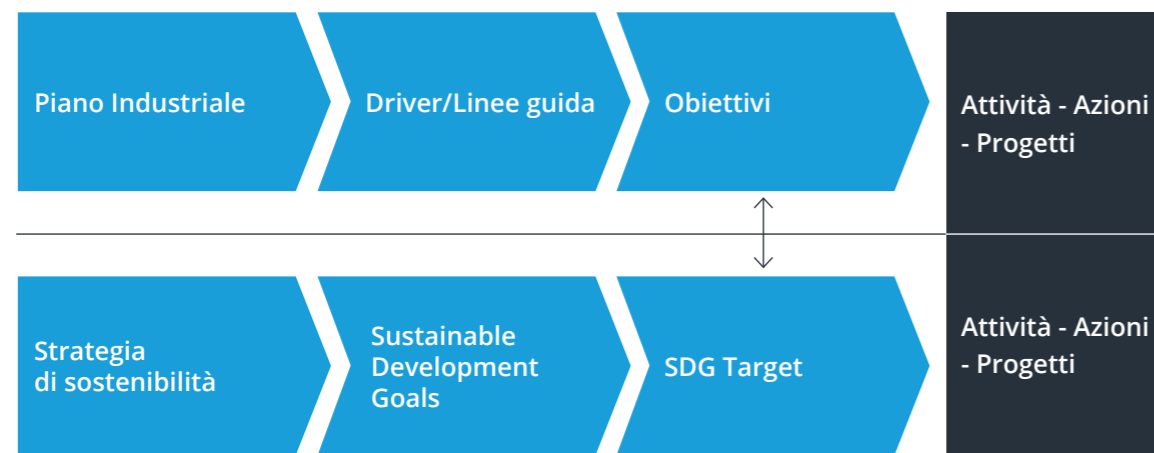 Piano Industriale
Driver/Linee guida
Obiettivi
Attività - Azioni
- Progetti
Strategia
di sostenibilità
Sustainable
Development
Goals
SDG Target
Attività - Azioni
- Progetti